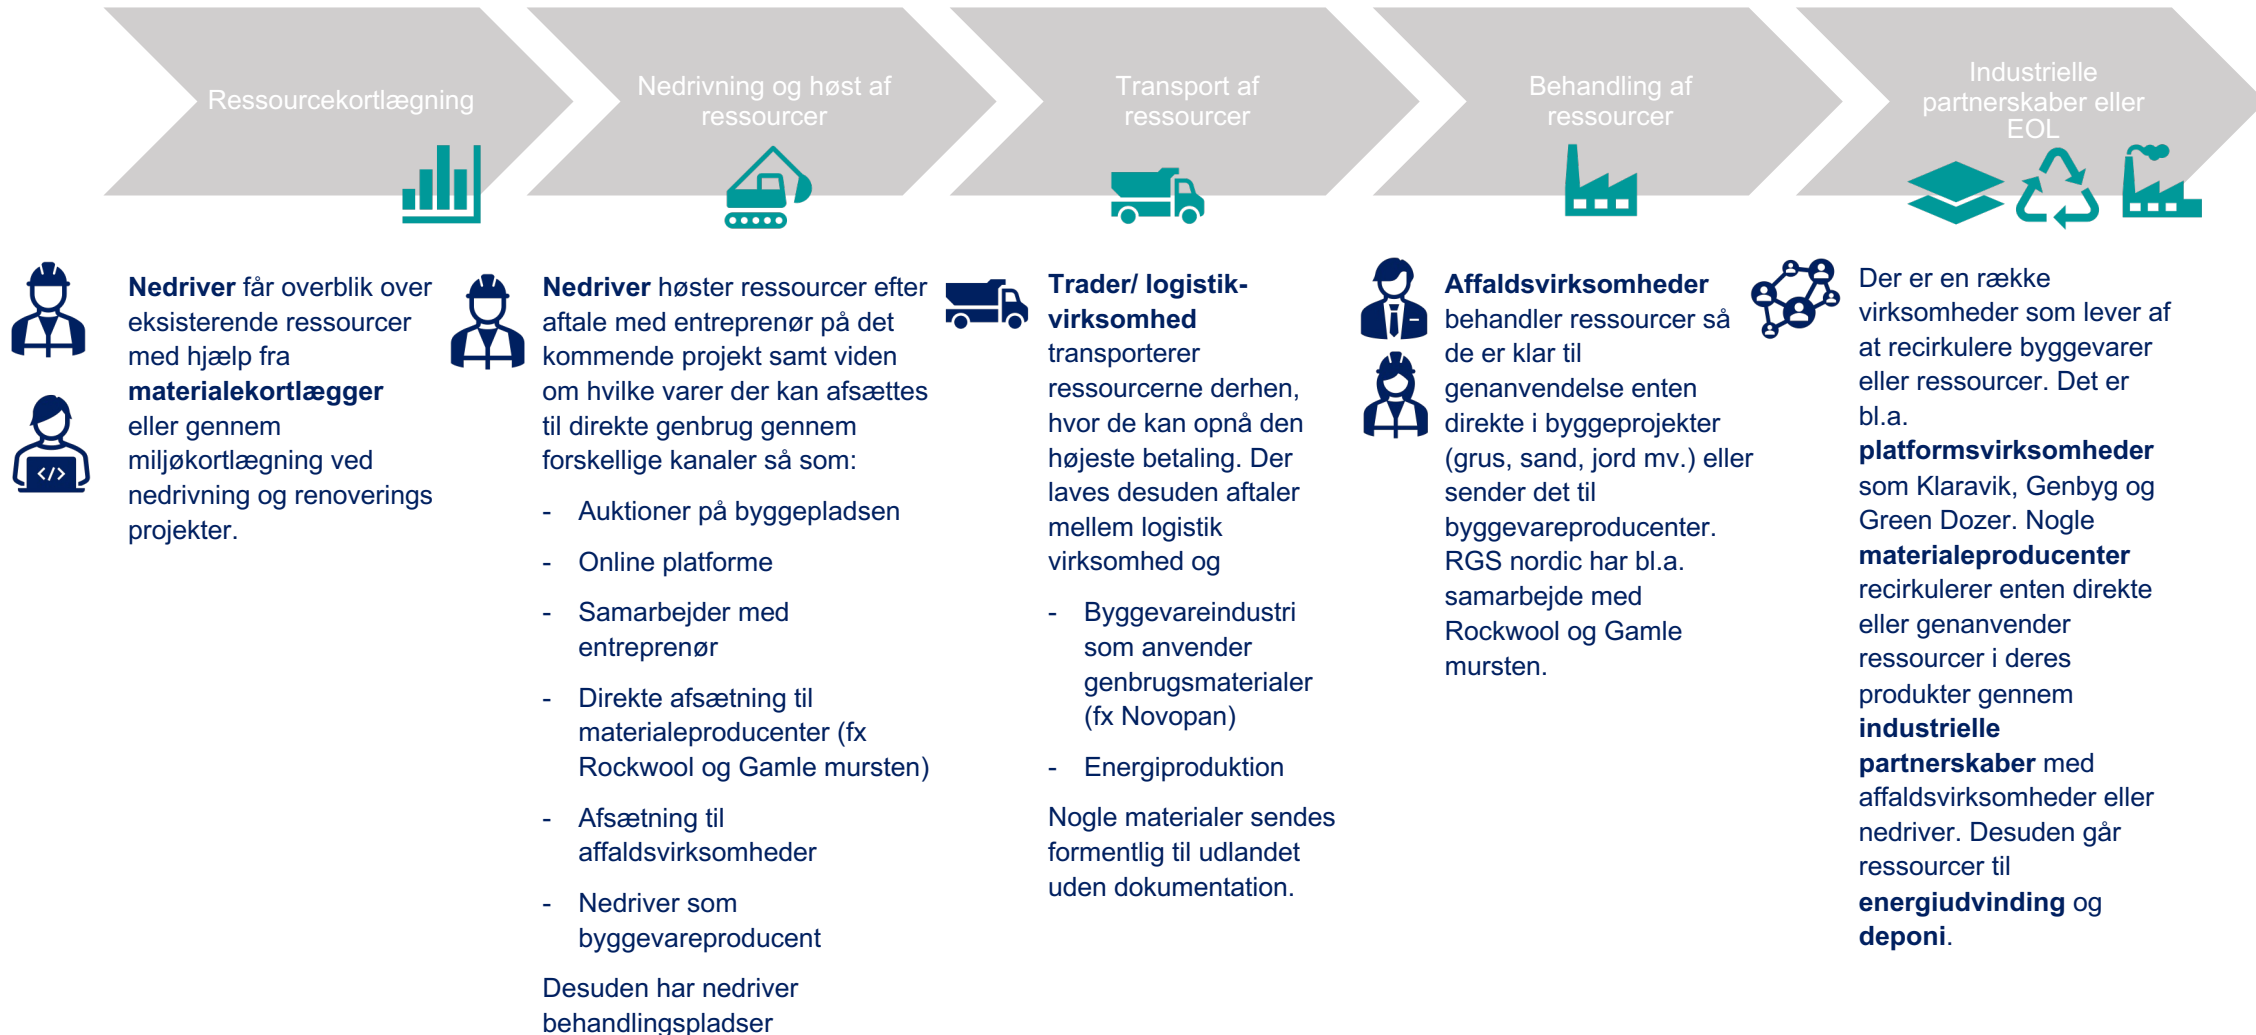 Ressourcekortlægning
Nedrivning og høst af
ressourcer
Transport af
ressourcer
Behandling af
ressourcer
Industrielle
partnerskaber eller
EOL
Nedriver får overblik over
eksisterende ressourcer
med hjælp fra
materialekortlægger
eller gennem
miljøkortlægning ved
nedrivning og renoverings
projekter.
Nedriver høster ressourcer efter
aftale med entreprenør på det
kommende projekt samt viden
om hvilke varer der kan afsættes
til direkte genbrug gennem
forskellige kanaler så som:
- Auktioner på byggepladsen
- Online platforme
- Samarbejder med
entreprenør
- Direkte afsætning til
materialeproducenter (fx
Rockwool og Gamle mursten)
- Afsætning til
affaldsvirksomheder
- Nedriver som
byggevareproducent
Desuden har nedriver
behandlingspladser
Trader/ logistik-
virksomhed
transporterer
ressourcerne derhen,
hvor de kan opnå den
højeste betaling. Der
laves desuden aftaler
mellem logistik
virksomhed og
- Byggevareindustri
som anvender
genbrugsmaterialer
(fx Novopan)
- Energiproduktion
Nogle materialer sendes
formentlig til udlandet
uden dokumentation.
Affaldsvirksomheder
behandler ressourcer så
de er klar til
genanvendelse enten
direkte i byggeprojekter
(grus, sand, jord mv.) eller
sender det til
byggevareproducenter.
RGS nordic har bl.a.
samarbejde med
Rockwool og Gamle
mursten.
Der er en række
virksomheder som lever af
at recirkulere byggevarer
eller ressourcer. Det er
bl.a.
platformsvirksomheder
som Klaravik, Genbyg og
Green Dozer. Nogle
materialeproducenter
recirkulerer enten direkte
eller genanvender
ressourcer i deres
produkter gennem
industrielle
partnerskaber med
affaldsvirksomheder eller
nedriver. Desuden går
ressourcer til
energiudvinding og
deponi.